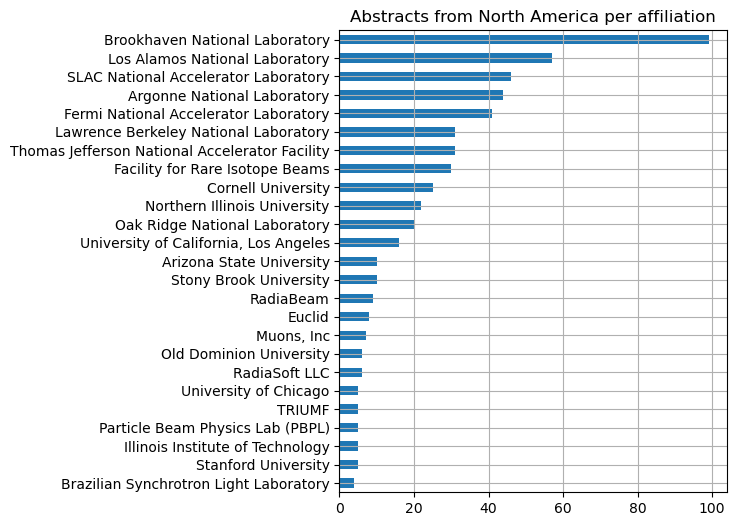 Abstracts from North America per affiliation
Brookhaven National Laboratory
Los Alamos National Laboratory
SLAC National Accelerator Laboratory
Argonne National Laboratory
Fermi National Accelerator Laboratory
Lawrence Berkeley National Laboratory
Thomas Jefferson National Accelerator Facility
Facility for Rare Isotope Beams
Cornell University
Northern Illinois University
Oak Ridge National Laboratory
University of California, Los Angeles
Arizona State University
Stony Brook University
RadiaBeam
Euclid
Muons, Inc
Old Dominion University
RadiaSoft LLC
University of Chicago
TRIUMF
Particle Beam Physics Lab (PBPL)
Illinois Institute of Technology
Stanford University
Brazilian Synchrotron Light Laboratory
0 20 40 60 80 100